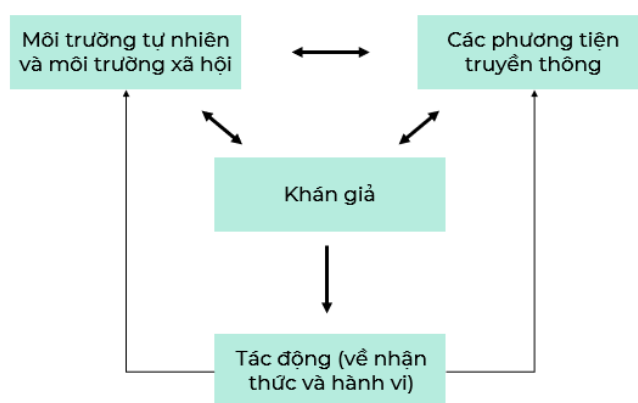 Môi trường tự nhiên
và môi trường xã hội
Các phương tiện
truyền thông
Khán giả
Tác động (về nhận
thức và hành vi)